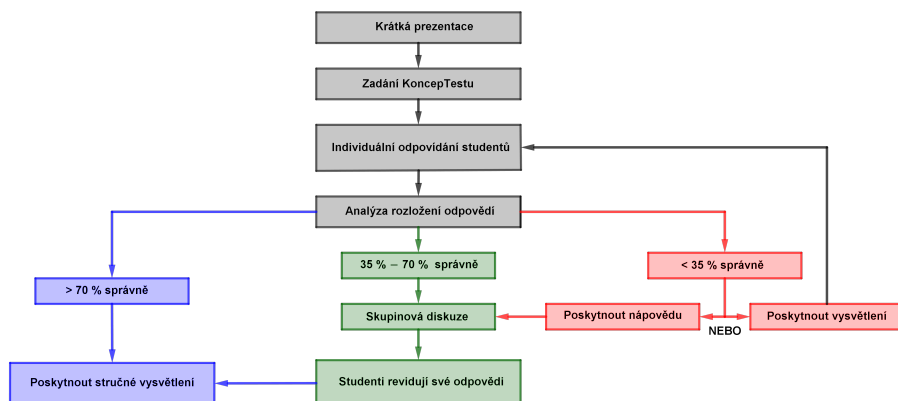 Krátká prezentace
Zadání KoncepTestu
Individuální odpovídání studentů
Analýza rozložení odpovědí
35 % – 70 % správně
< 35 % správně
> 70 % správně
Skupinová diskuze
Poskytnout nápovědu
NEBO
Poskytnout vysvětlení
Poskytnout stručné vysvětlení
Studenti revidují své odpovědi